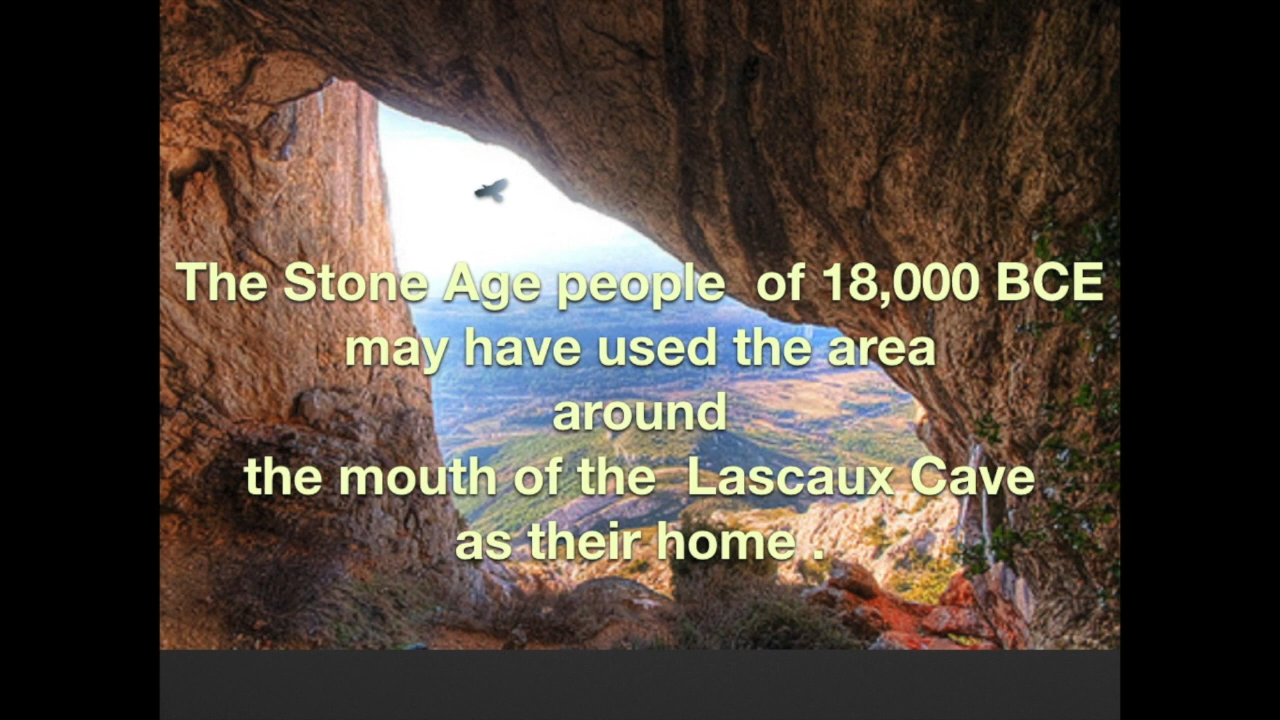 The Stone Age people  of 18,000 BCE
may have used the area
around
the mouth of the  Lascaux Cave
as their home .